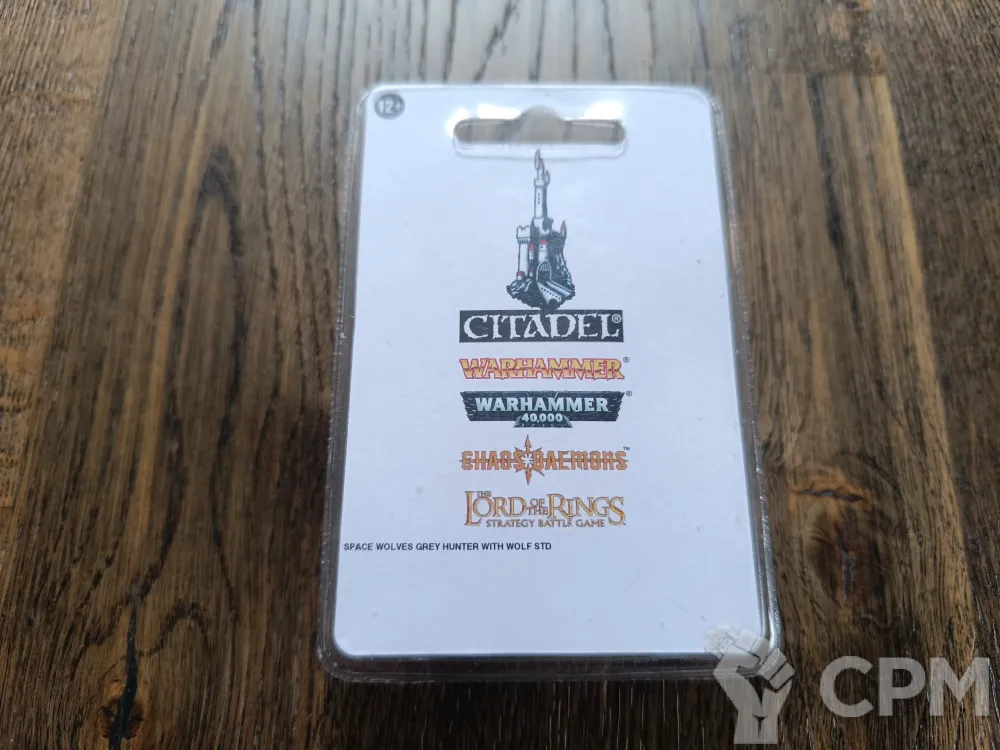 12+
CITADEL®
WARHAMMER®
WARHAMMER®
40,000
CHAOS DAEMONS™
THE
LORD OF THE RINGS
STRATEGY BATTLE GAME
SPACE WOLVES GREY HUNTER WITH WOLF STD
CPM